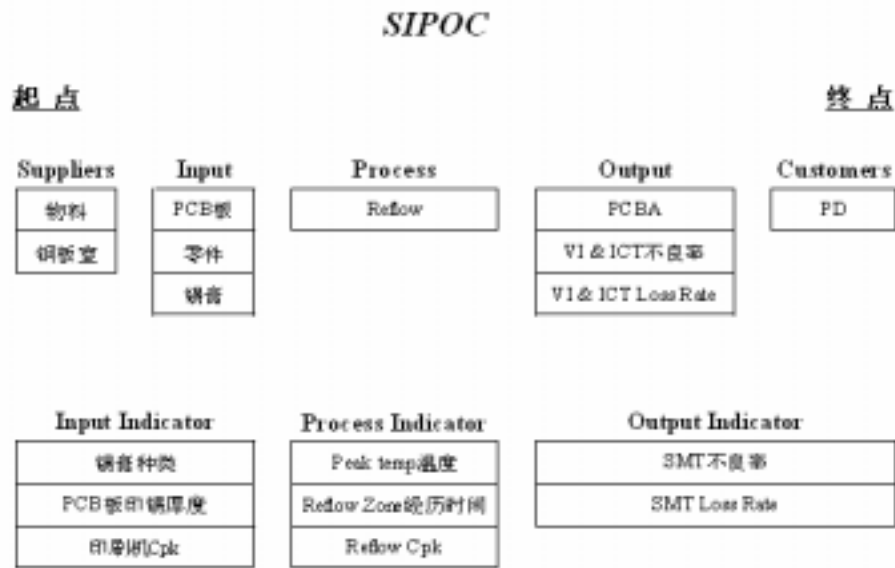 SIPOC
起 点
终 点
Suppliers
Input
Process
Output
Customers
物料
PCB板
Reflow
PCBA
PD
钢板室
零件
VI & ICT不良率
锡膏
VI & ICT Loss Rate
Input Indicator
Process Indicator
Output Indicator
锡膏种类
Peak temp温度
SMT不良率
PCB板印锡厚度
Reflow Zone经历时间
SMT Loss Rate
印刷机Cpk
Reflow Cpk